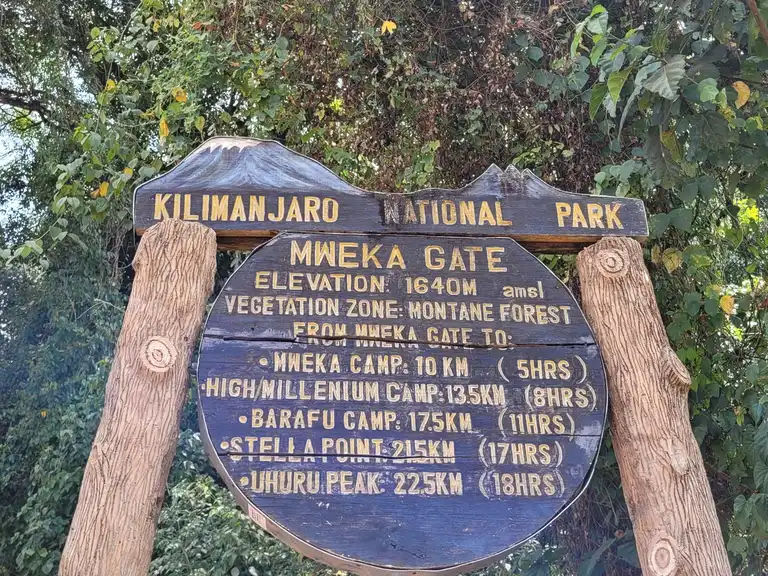 KILIMANJARO NATIONAL PARK
MWEKA GATE
ELEVATION: 1640M amsl
VEGETATION ZONE: MONTANE FOREST
FROM MWEKA GATE TO:
•MWEKA CAMP: 10 KM (5HRS)
•HIGH/MILLENIUM CAMP: 13.5KM (8HRS)
•BARAFU CAMP: 17.5KM (11HRS)
•STELLA POINT: 21.5KM (17HRS)
•UHURU PEAK: 22.5KM (18HRS)